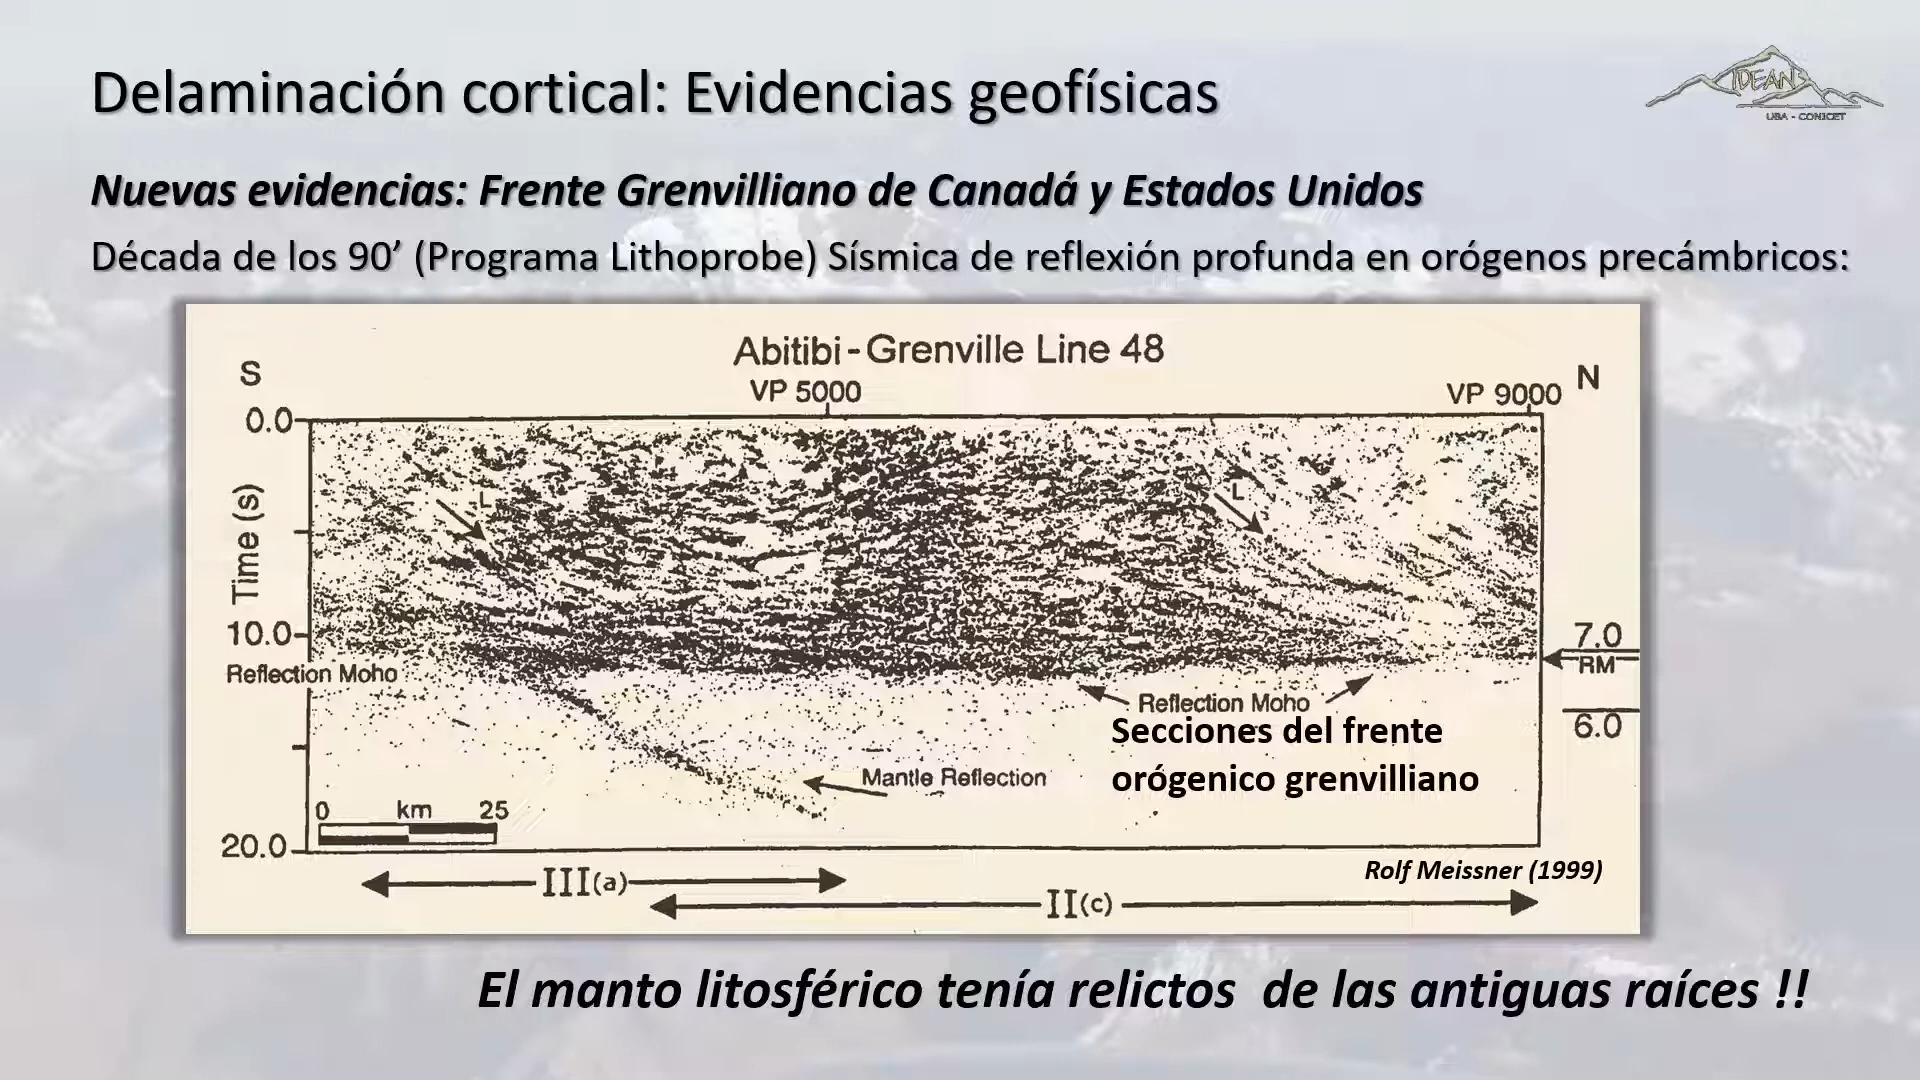 Delaminación cortical: Evidencias geofísicas
IDEAN
UBA - CONICET
Nuevas evidencias: Frente Grenvilliano de Canadá y Estados Unidos
Década de los 90’ (Programa Lithoprobe) Sísmica de reflexión profunda en orógenos precámbricos:
Abitibi - Grenville Line 48
S
VP 5000
VP 9000
N
0.0
L
L
Time (s)
10.0
7.0
Reflection Moho
RM
Reflection Moho
6.0
Secciones del frente
orógenico grenvilliano
Mantle Reflection
0 km 25
20.0
Rolf Meissner (1999)
III(a)
II(c)
El manto litosférico tenía relictos de las antiguas raíces !!